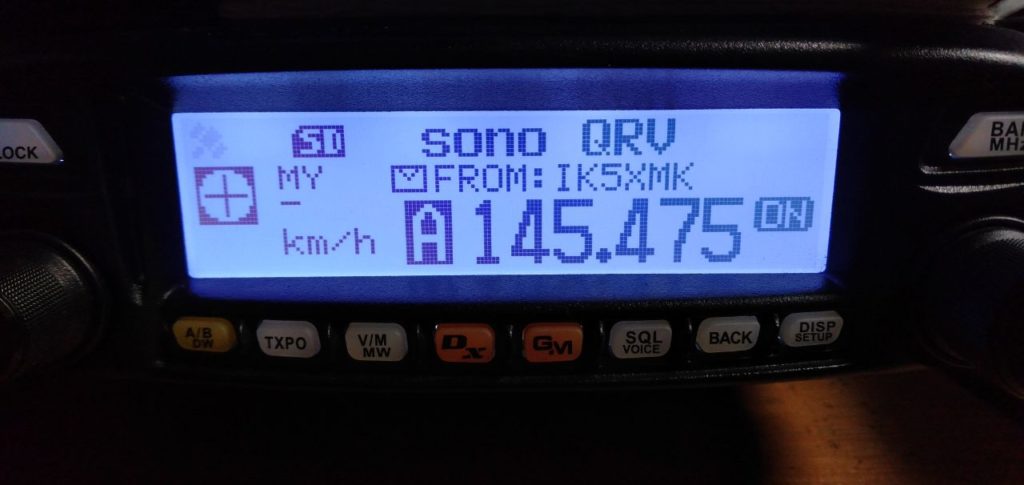 LOCK
BAN
MHz
SD
sono QRV
MY
FROM: IK5XMK
km/h
A 145.475 ON
A/B
DW
TXPO
V/M
MW
DX
GM
SQL
VOICE
BACK
DISP
SETUP